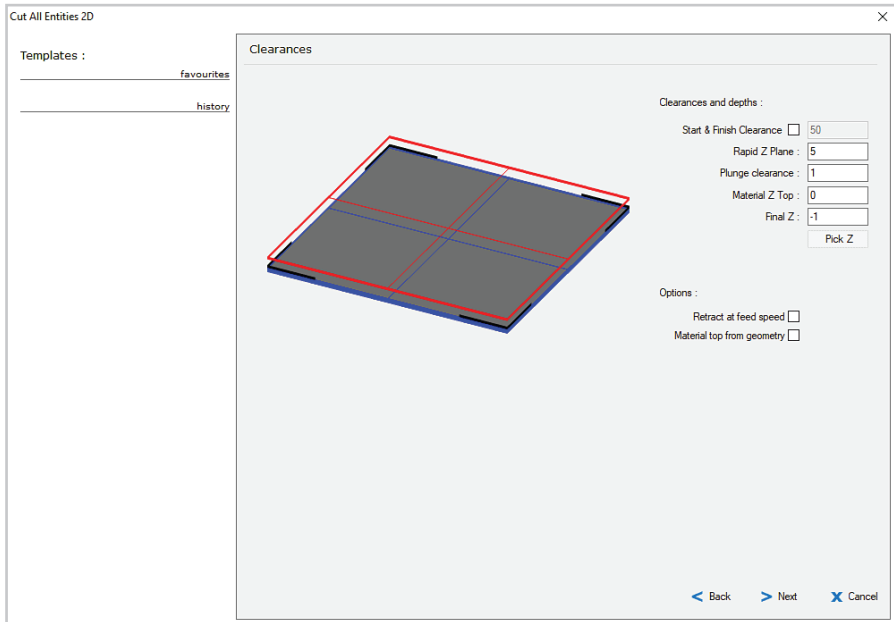 Cut All Entities 2D
Templates :
favourites
history
Clearances
Clearances and depths :
Start & Finish Clearance 50
Rapid Z Plane : 5
Plunge clearance : 1
Material Z Top : 0
Final Z : -1
Pick Z
Options :
Retract at feed speed
Material top from geometry
< Back > Next X Cancel